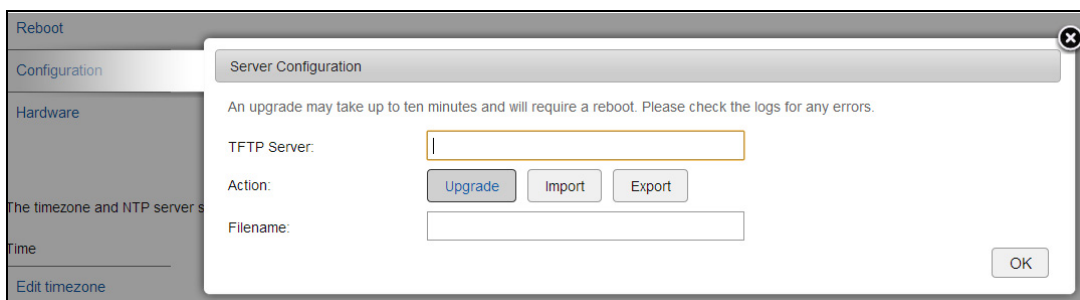 Reboot
Configuration
Hardware
The timezone and NTP server s
Time
Edit timezone
Server Configuration
An upgrade may take up to ten minutes and will require a reboot. Please check the logs for any errors.
TFTP Server:
Action:
Upgrade
Import
Export
Filename:
OK